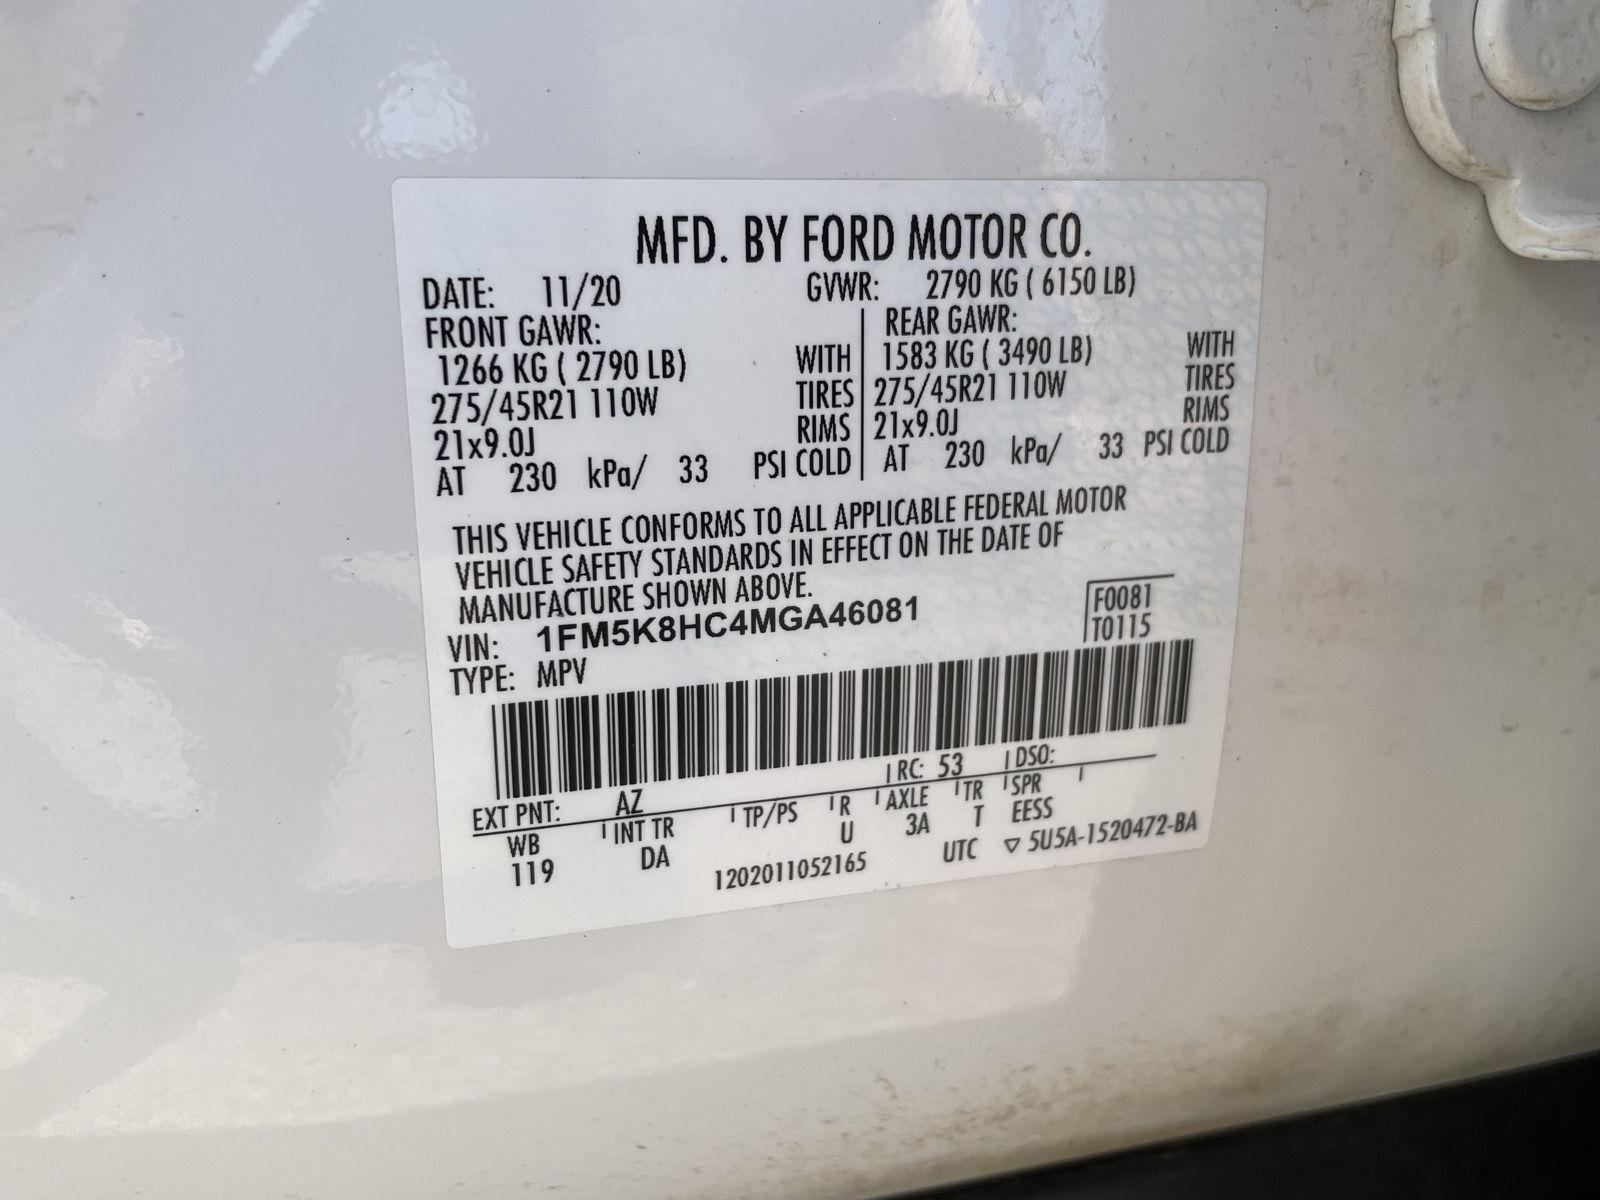 MFD. BY FORD MOTOR CO.
DATE: 11/20 GVWR: 2790 KG ( 6150 LB)
FRONT GAWR: REAR GAWR:
1266 KG ( 2790 LB) WITH 1583 KG ( 3490 LB) WITH
275/45R21 110W TIRES 275/45R21 110W TIRES
21x9.0J RIMS 21x9.0J RIMS
AT 230 kPa/ 33 PSI COLD AT 230 kPa/ 33 PSI COLD
THIS VEHICLE CONFORMS TO ALL APPLICABLE FEDERAL MOTOR
VEHICLE SAFETY STANDARDS IN EFFECT ON THE DATE OF
MANUFACTURE SHOWN ABOVE.
VIN: 1FM5K8HC4MGA46081 F0081
TYPE: MPV T0115
EXT PNT: AZ RC: 53 DSO:
WB INT TR TP/PS R AXLE TR SPR
119 DA U 3A T EESS
1202011052165 UTC ▽ 5U5A-1520472-BA